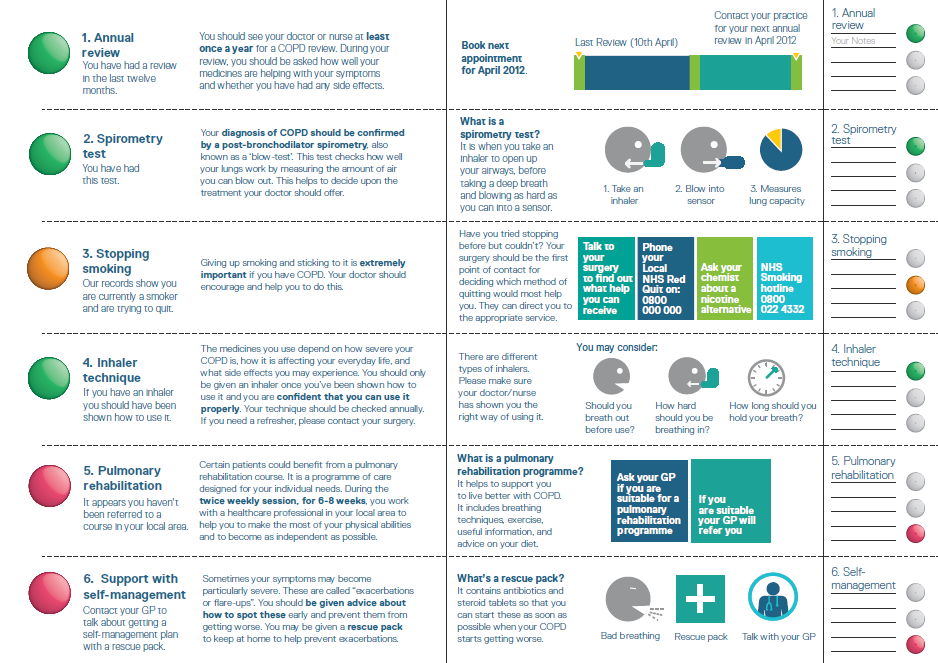 1. Annual
review
You have had a review
in the last twelve
months.
You should see your doctor or nurse at least
once a year for a COPD review. During your
review, you should be asked how well your
medicines are helping with your symptoms
and whether you have had any side effects.
Book next
appointment
for April 2012.
Last Review (10th April)
Contact your practice
for your next annual
review in April 2012
1. Annual
review
Your Notes
2. Spirometry
test
You have had
this test.
Your diagnosis of COPD should be confirmed
by a post-bronchodilator spirometry, also
known as a ‘blow-test’. This test checks how well
your lungs work by measuring the amount of air
you can blow out. This helps to decide upon the
treatment your doctor should offer.
What is a
spirometry test?
It is when you take an
inhaler to open up
your airways, before
taking a deep breath
and blowing as hard as
you can into a sensor.
1. Take an
inhaler
2. Blow into
sensor
3. Measures
lung capacity
2. Spirometry
test
3. Stopping
smoking
Our records show you
are currently a smoker
and are trying to quit.
Giving up smoking and sticking to it is extremely
important if you have COPD. Your doctor should
encourage and help you to do this.
Have you tried stopping
before but couldn’t? Your
surgery should be the first
point of contact for
deciding which method of
quitting would most help
you. They can direct you to
the appropriate service.
Talk to
your
surgery
to find out
what help
you can
receive
Phone
your
Local
NHS Red
Quit on:
0800
000 000
Ask your
chemist
about a
nicotine
alternative
NHS
Smoking
hotline
0800
022 4332
3. Stopping
smoking
4. Inhaler
technique
If you have an inhaler
you should have been
shown how to use it.
The medicines you use depend on how severe your
COPD is, how it is affecting your everyday life, and
what side effects you may experience. You should only
be given an inhaler once you’ve been shown how to
use it and you are confident that you can use it
properly. Your technique should be checked annually.
If you need a refresher, please contact your surgery.
There are different
types of inhalers.
Please make sure
your doctor/nurse
has shown you the
right way of using it.
You may consider:
Should you
breath out
before use?
How hard
should you be
breathing in?
How long should you
hold your breath?
4. Inhaler
technique
5. Pulmonary
rehabilitation
It appears you haven’t
been referred to a
course in your local area.
Certain patients could benefit from a pulmonary
rehabilitation course. It is a programme of care
designed for your individual needs. During the
twice weekly session, for 6-8 weeks, you work
with a healthcare professional in your local area to
help you to make the most of your physical abilities
and to become as independent as possible.
What is a pulmonary
rehabilitation programme?
It helps to support you
to live better with COPD.
It includes breathing
techniques, exercise,
useful information, and
advice on your diet.
Ask your GP
if you are
suitable for a
pulmonary
rehabilitation
programme
If you
are suitable
your GP will
refer you
5. Pulmonary
rehabilitation
6. Support with
self-management
Contact your GP to
talk about getting a
self-management plan
with a rescue pack.
Sometimes your symptoms may become
particularly severe. These are called “exacerbations
or flare-ups”. You should be given advice about
how to spot these early and prevent them from
getting worse. You may be given a rescue pack
to keep at home to help prevent exacerbations.
What’s a rescue pack?
It contains antibiotics and
steroid tablets so that you
can start these as soon as
possible when your COPD
starts getting worse.
Bad breathing
Rescue pack
Talk with your GP
6. Self-
management